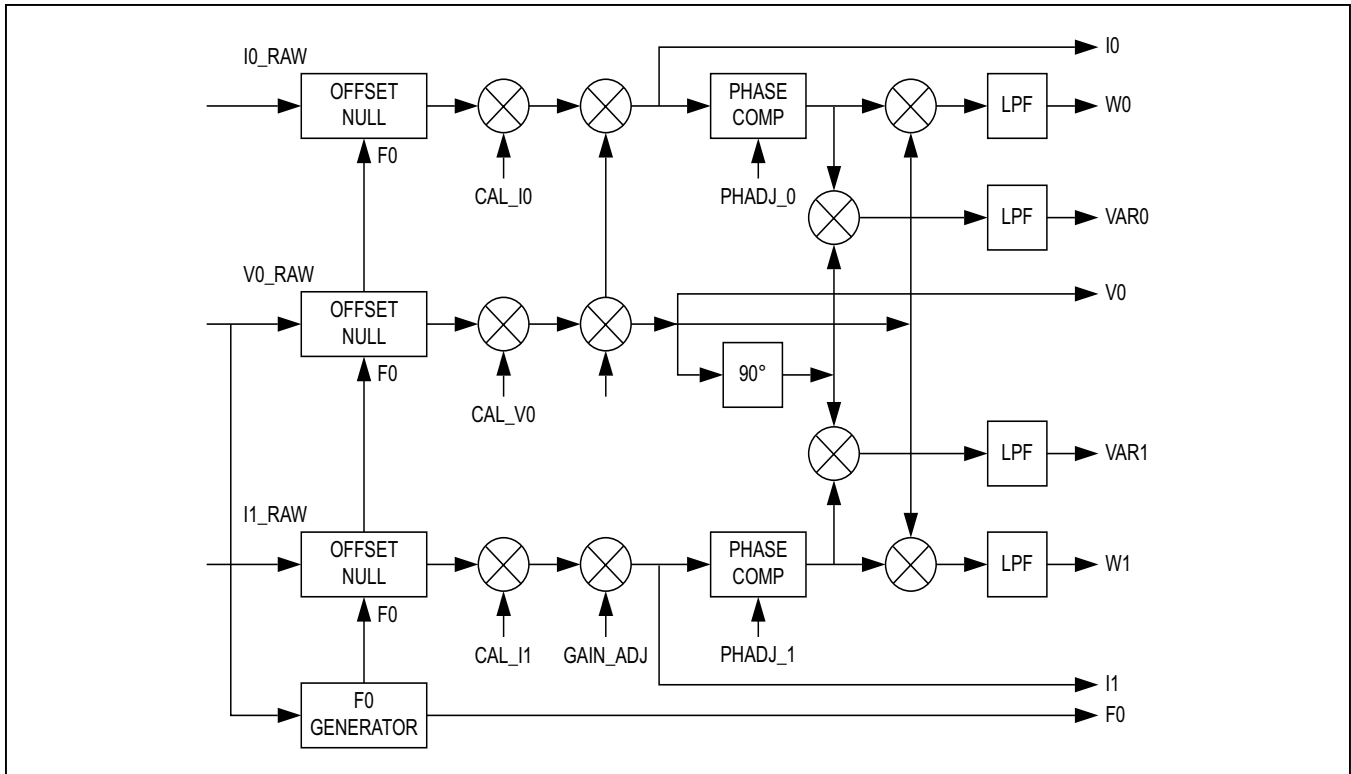 I0
I0_RAW
OFFSET
NULL
PHASE
COMP
LPF
W0
F0
CAL_I0
PHADJ_0
LPF
VAR0
V0_RAW
V0
OFFSET
NULL
F0
90°
CAL_V0
LPF
VAR1
I1_RAW
OFFSET
NULL
PHASE
COMP
LPF
W1
F0
CAL_I1
GAIN_ADJ
PHADJ_1
I1
F0
GENERATOR
F0